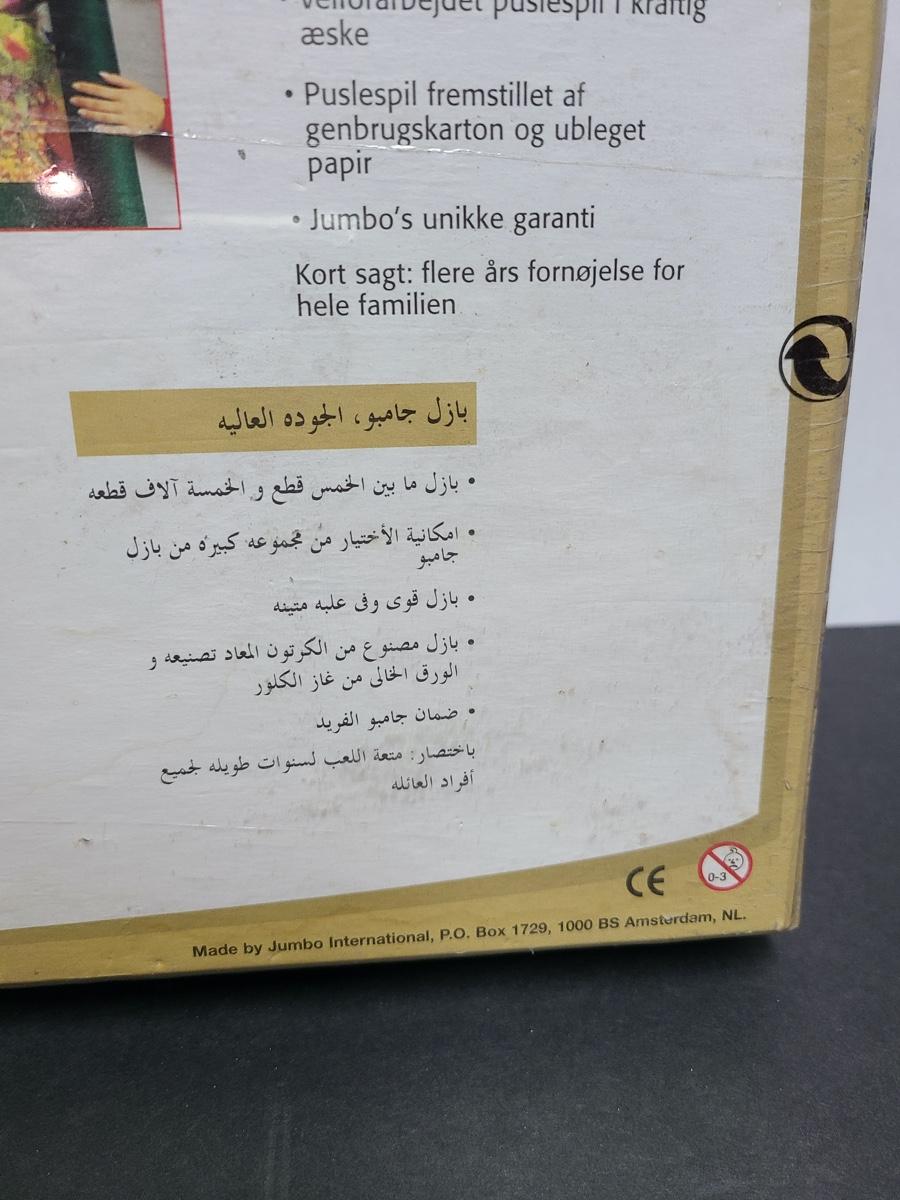 Velforarbejdet puslespil i kraftig
æske
• Puslespil fremstillet af
genbrugskarton og ubleget
papir
• Jumbo's unikke garanti
Kort sagt: flere års fornøjelse for
hele familien
بازل جامبو، الجوده العاليه
• بازل ما بين الخمس قطع و الخمسة آلاف قطعه
• امكانية الأختيار من مجموعه كبيره من بازل
جامبو
• بازل قوى وفى علبه متينه
• بازل مصنوع من الكرتون المعاد تصنيعه و
الورق الخالى من غاز الكلور
• ضمان جامبو الفريد
باختصار: متعة اللعب لسنوات طويله لجميع
أفراد العائله
CE
0-3
Made by Jumbo International, P.O. Box 1729, 1000 BS Amsterdam, NL.